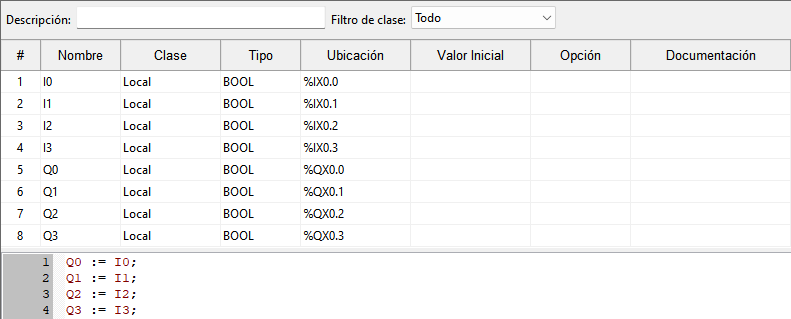 Descripción: Filtro de clase: Todo
# Nombre Clase Tipo Ubicación Valor Inicial Opción Documentación
1 I0 Local BOOL %IX0.0
2 I1 Local BOOL %IX0.1
3 I2 Local BOOL %IX0.2
4 I3 Local BOOL %IX0.3
5 Q0 Local BOOL %QX0.0
6 Q1 Local BOOL %QX0.1
7 Q2 Local BOOL %QX0.2
8 Q3 Local BOOL %QX0.3
1 Q0 := I0;
2 Q1 := I1;
3 Q2 := I2;
4 Q3 := I3;